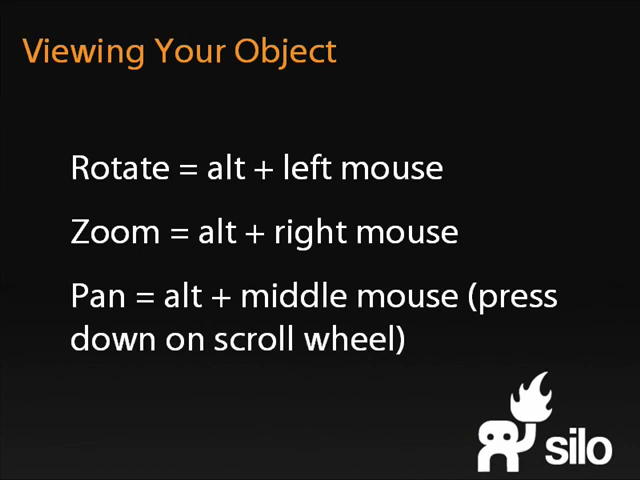 Viewing Your Object
Rotate = alt + left mouse
Zoom = alt + right mouse
Pan = alt + middle mouse (press
down on scroll wheel)
silo